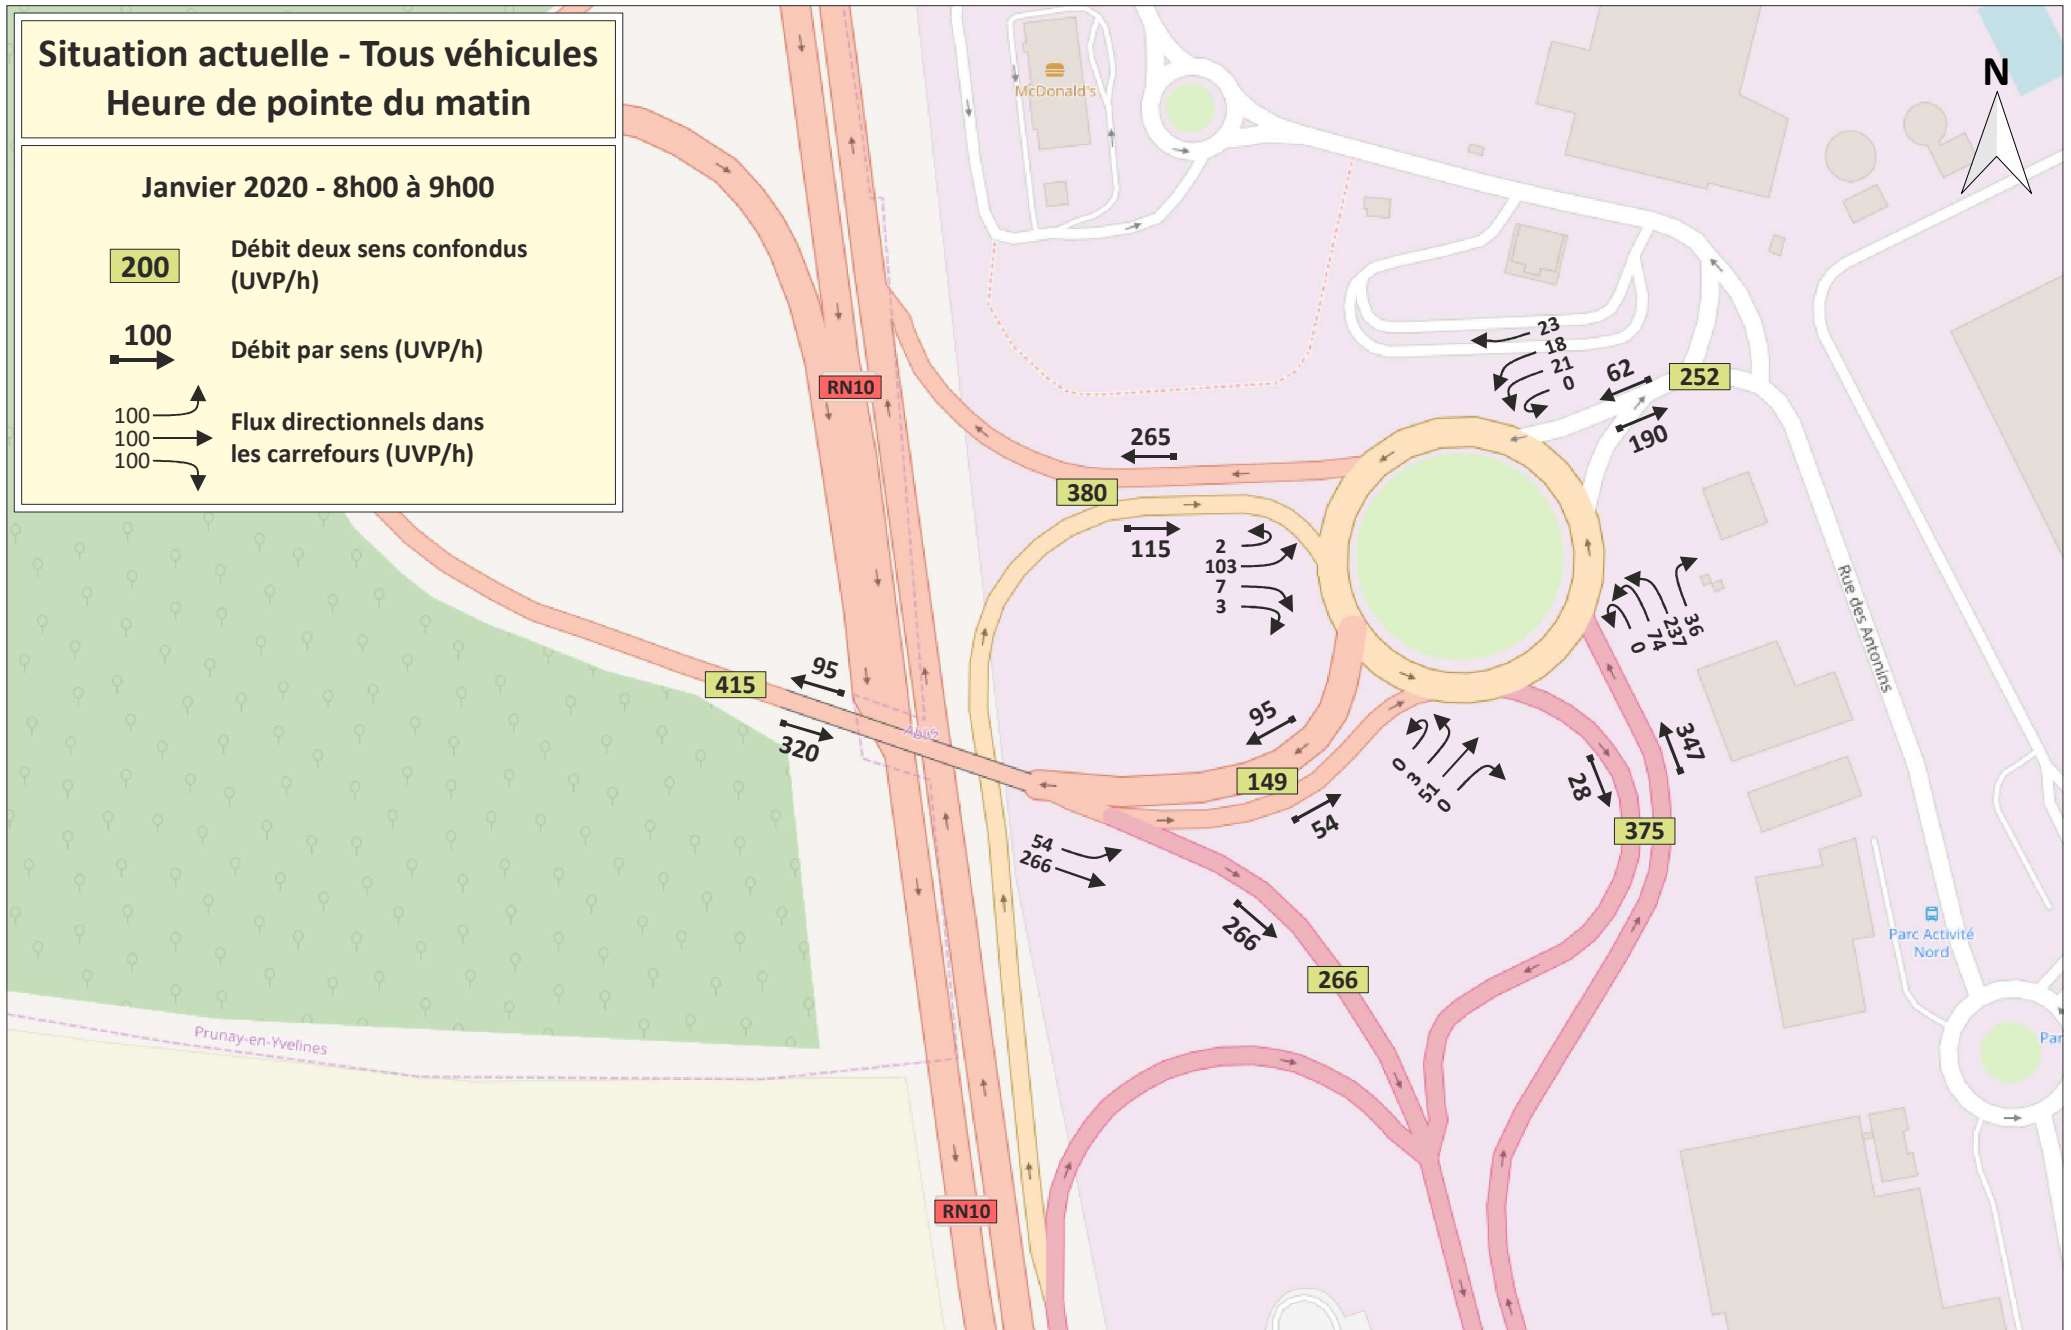 Situation actuelle - Tous véhicules
Heure de pointe du matin
Janvier 2020 - 8h00 à 9h00
200
Débit deux sens confondus
(UVP/h)
100
Débit par sens (UVP/h)
100
100
100
Flux directionnels dans
les carrefours (UVP/h)
N
McDonald's
RN10
23
18
21
0
62
252
190
265
380
115
2
103
7
3
36
237
74
0
Rue des Antonins
95
415
320
Ablis
95
149
54
0
3
51
0
347
28
375
54
266
266
266
Parc Activité
Nord
Prunay-en-Yvelines
Par
RN10